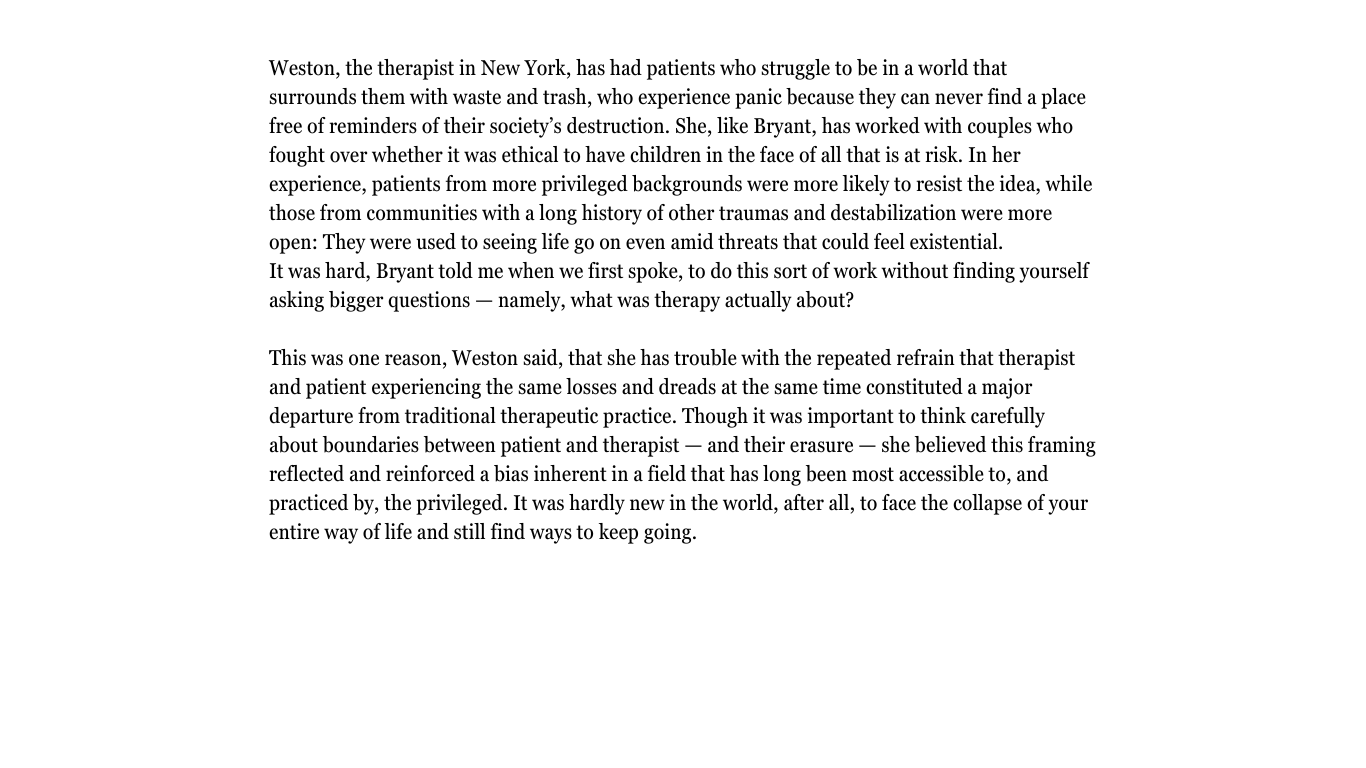 Weston, the therapist in New York, has had patients who struggle to be in a world that
surrounds them with waste and trash, who experience panic because they can never find a place
free of reminders of their society’s destruction. She, like Bryant, has worked with couples who
fought over whether it was ethical to have children in the face of all that is at risk. In her
experience, patients from more privileged backgrounds were more likely to resist the idea, while
those from communities with a long history of other traumas and destabilization were more
open: They were used to seeing life go on even amid threats that could feel existential.
It was hard, Bryant told me when we first spoke, to do this sort of work without finding yourself
asking bigger questions — namely, what was therapy actually about?
This was one reason, Weston said, that she has trouble with the repeated refrain that therapist
and patient experiencing the same losses and dreads at the same time constituted a major
departure from traditional therapeutic practice. Though it was important to think carefully
about boundaries between patient and therapist — and their erasure — she believed this framing
reflected and reinforced a bias inherent in a field that has long been most accessible to, and
practiced by, the privileged. It was hardly new in the world, after all, to face the collapse of your
entire way of life and still find ways to keep going.